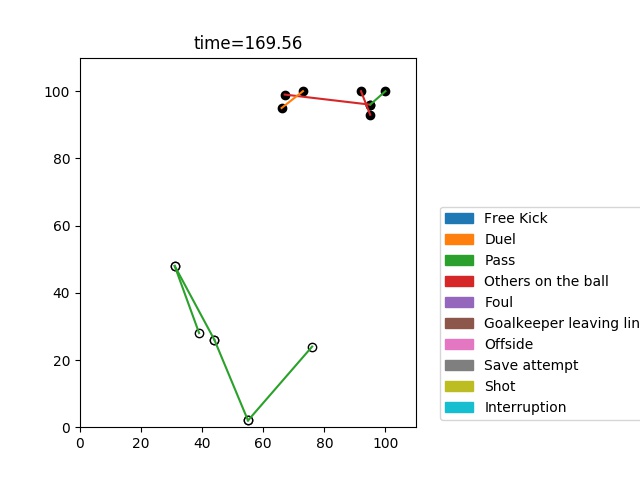 time=169.56
100
80
60
40
20
0
0 20 40 60 80 100
Free Kick
Duel
Pass
Others on the ball
Foul
Goalkeeper leaving lin
Offside
Save attempt
Shot
Interruption